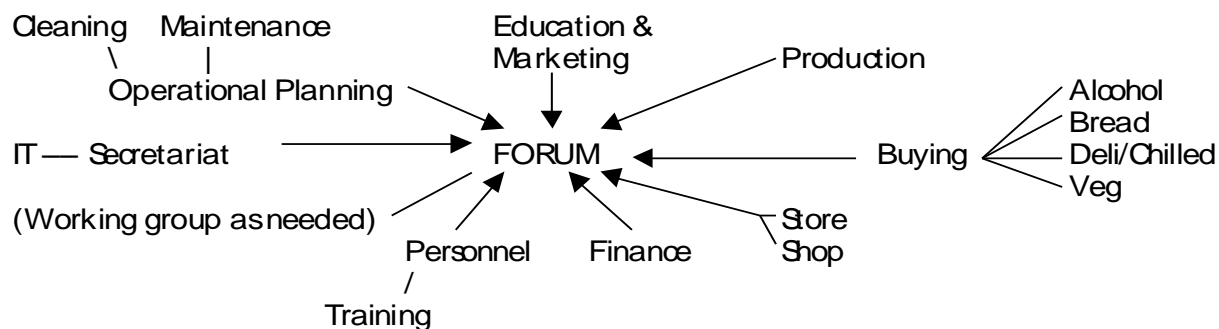 Cleaning Maintenance
Education &
Marketing
Production
Operational Planning
Alcohol
Bread
IT — Secretariat
FORUM
Buying
Deli/Chilled
Veg
(Working group as needed)
Store
Personnel
Finance
Shop
Training